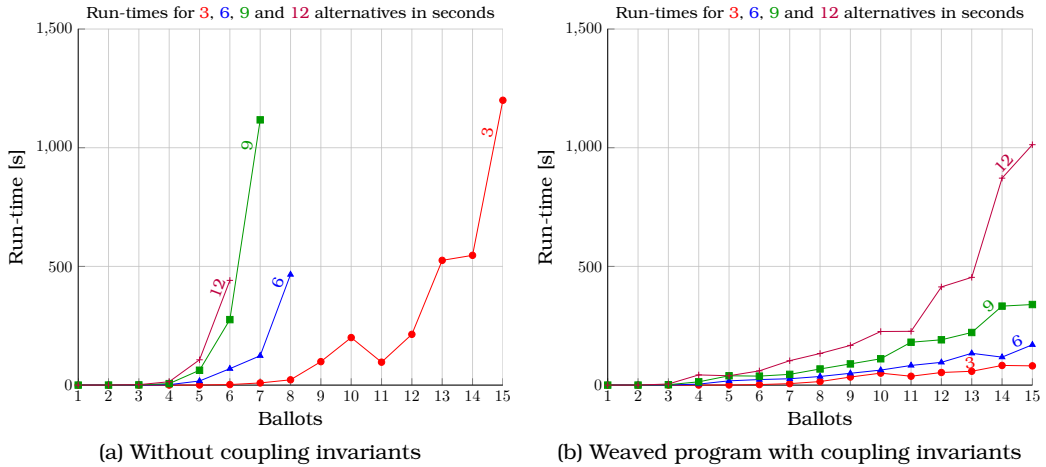 Run-times for 3, 6, 9 and 12 alternatives in seconds
1,500
1,000
500
0
Run-time [s]
12
9
6
3
1 2 3 4 5 6 7 8 9 10 11 12 13 14 15
Ballots
(a) Without coupling invariants
Run-times for 3, 6, 9 and 12 alternatives in seconds
1,500
1,000
500
0
Run-time [s]
12
9
6
3
1 2 3 4 5 6 7 8 9 10 11 12 13 14 15
Ballots
(b) Weaved program with coupling invariants